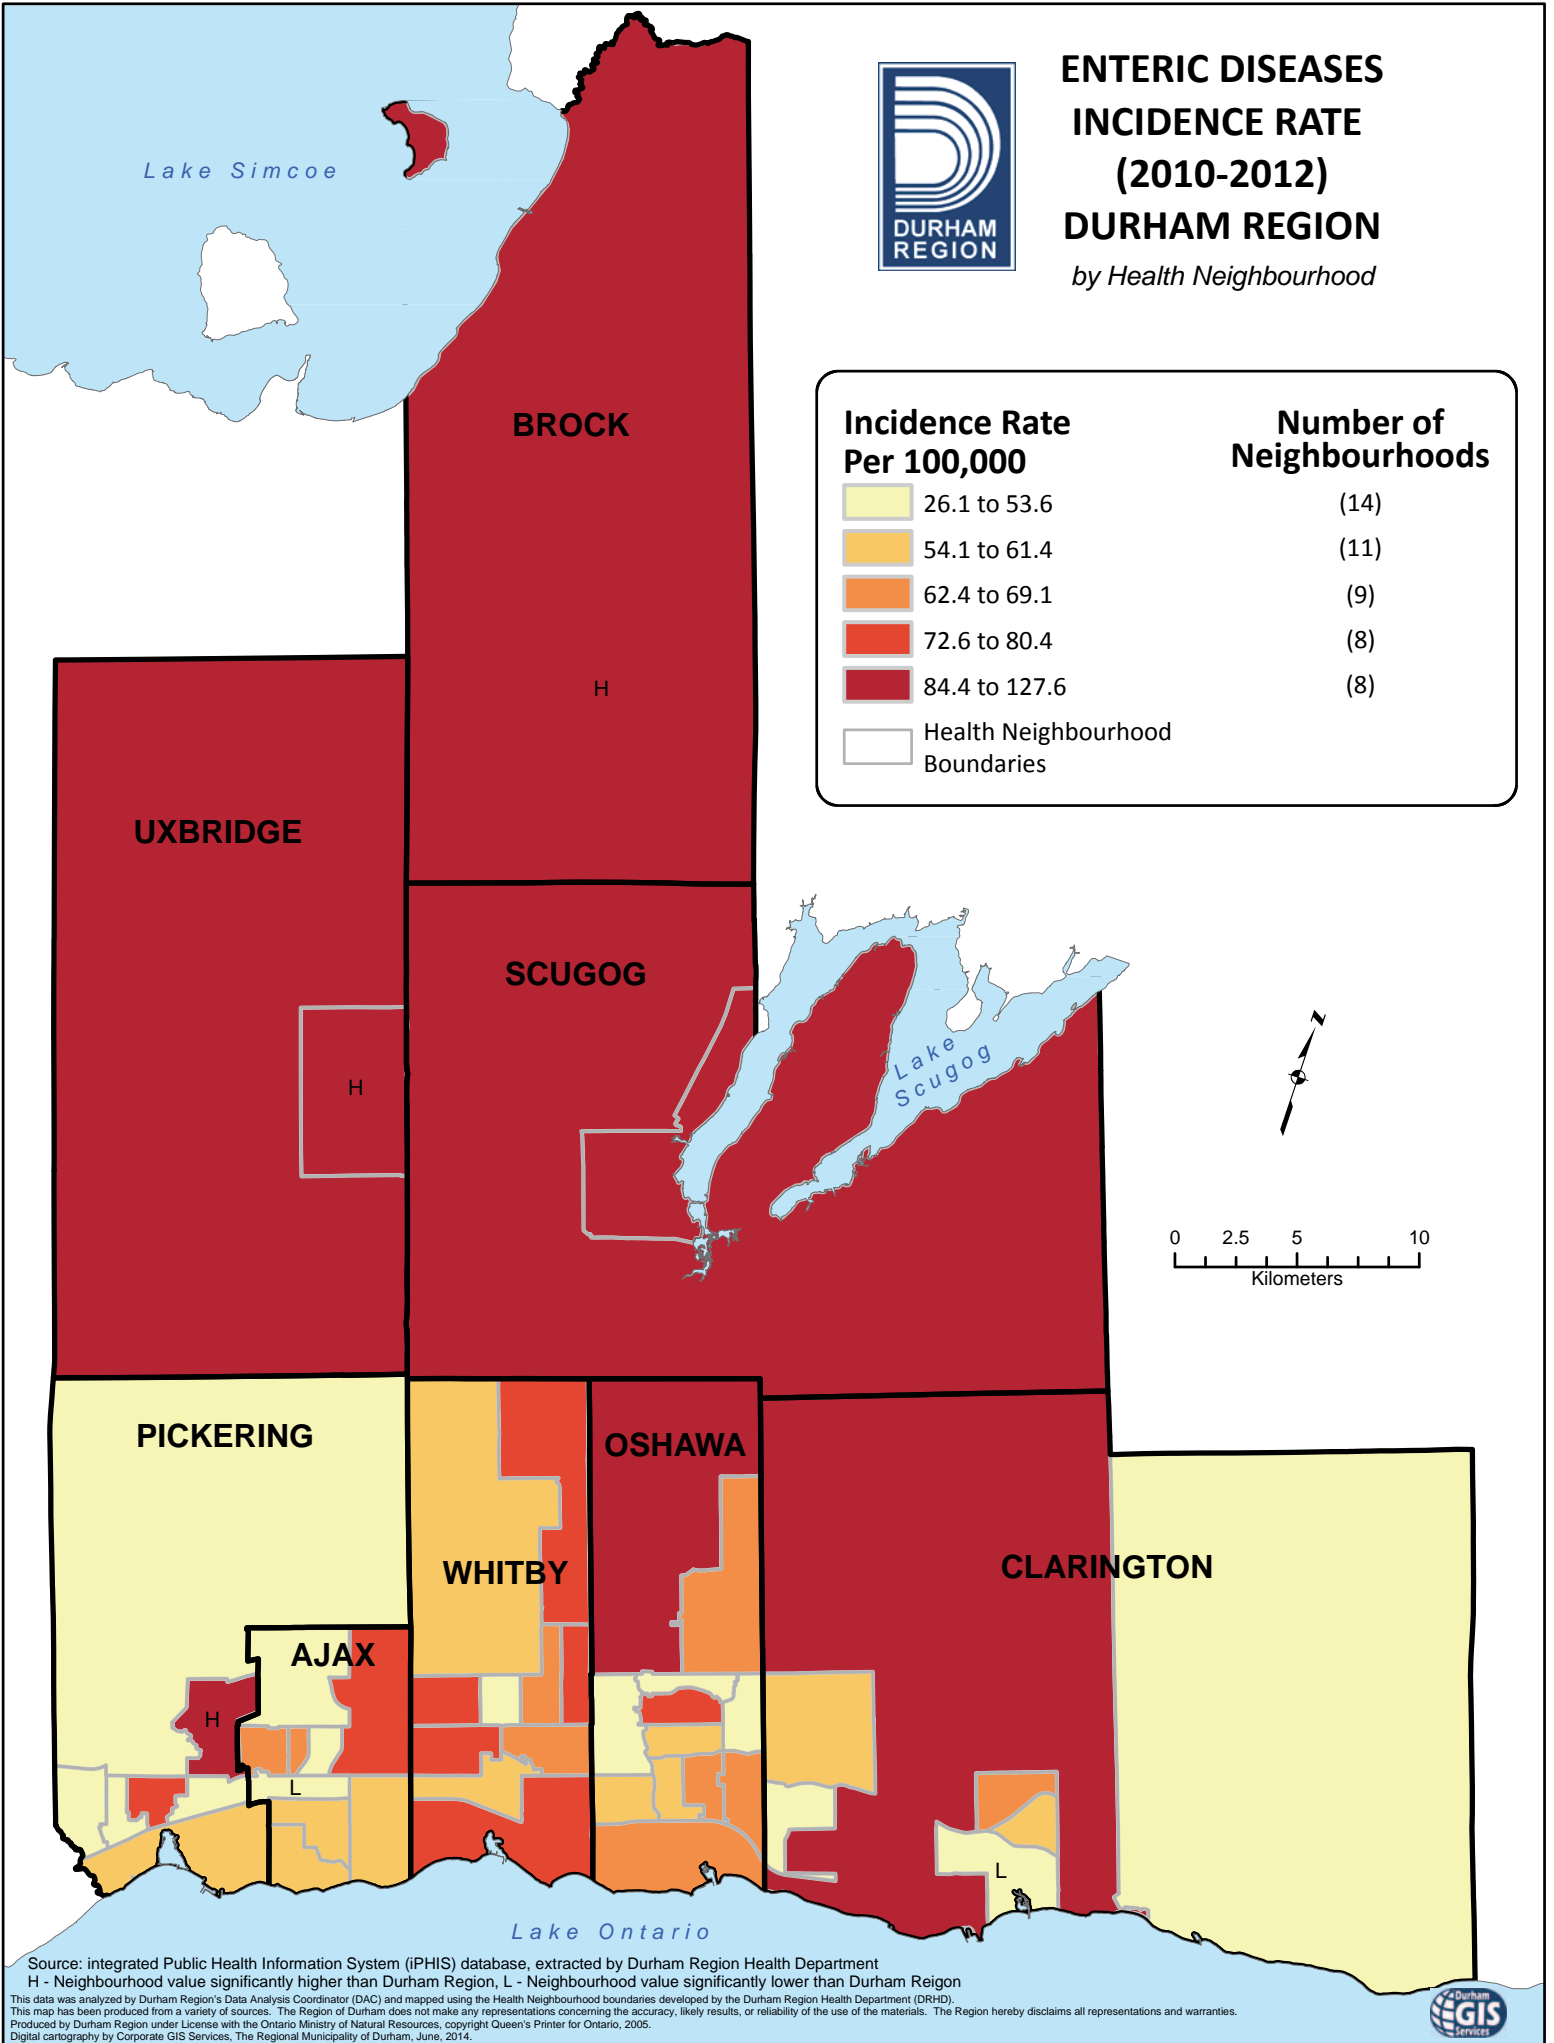 ENTERIC DISEASES
INCIDENCE RATE
(2010-2012)
DURHAM REGION
by Health Neighbourhood
DURHAM
REGION
Lake Simcoe
Incidence Rate
Per 100,000
Number of
Neighbourhoods
26.1 to 53.6 (14)
54.1 to 61.4 (11)
62.4 to 69.1 (9)
72.6 to 80.4 (8)
84.4 to 127.6 (8)
Health Neighbourhood
Boundaries
BROCK
H
UXBRIDGE
SCUGOG
H
Lake
Scugog
N
0 2.5 5 10
Kilometers
PICKERING
OSHAWA
WHITBY
CLARINGTON
AJAX
H
L
L
Lake Ontario
Source: integrated Public Health Information System (iPHIS) database, extracted by Durham Region Health Department
H - Neighbourhood value significantly higher than Durham Region, L - Neighbourhood value significantly lower than Durham Reigon
This data was analyzed by Durham Region's Data Analysis Coordinator (DAC) and mapped using the Health Neighbourhood boundaries developed by the Durham Region Health Department (DRHD).
This map has been produced from a variety of sources. The Region of Durham does not make any representations concerning the accuracy, likely results, or reliability of the use of the materials. The Region hereby disclaims all representations and warranties.
Produced by Durham Region under License with the Ontario Ministry of Natural Resources, copyright Queen's Printer for Ontario, 2005.
Digital cartography by Corporate GIS Services, The Regional Municipality of Durham, June, 2014.
Durham
GIS
Services